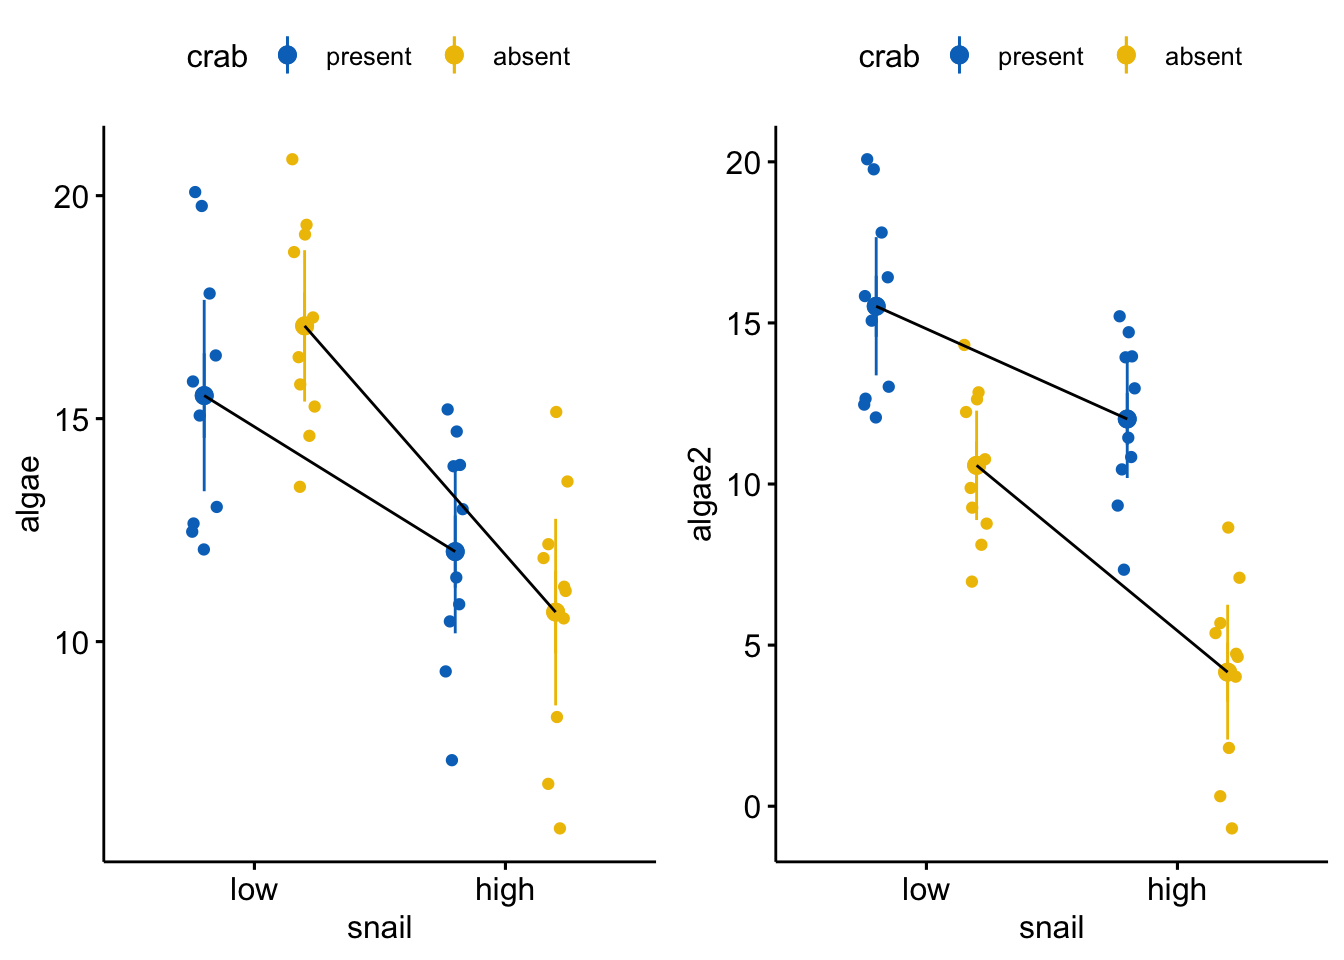 crab present absent
20
15
10
algae
low high
snail
crab present absent
20
15
10
5
0
algae2
low high
snail